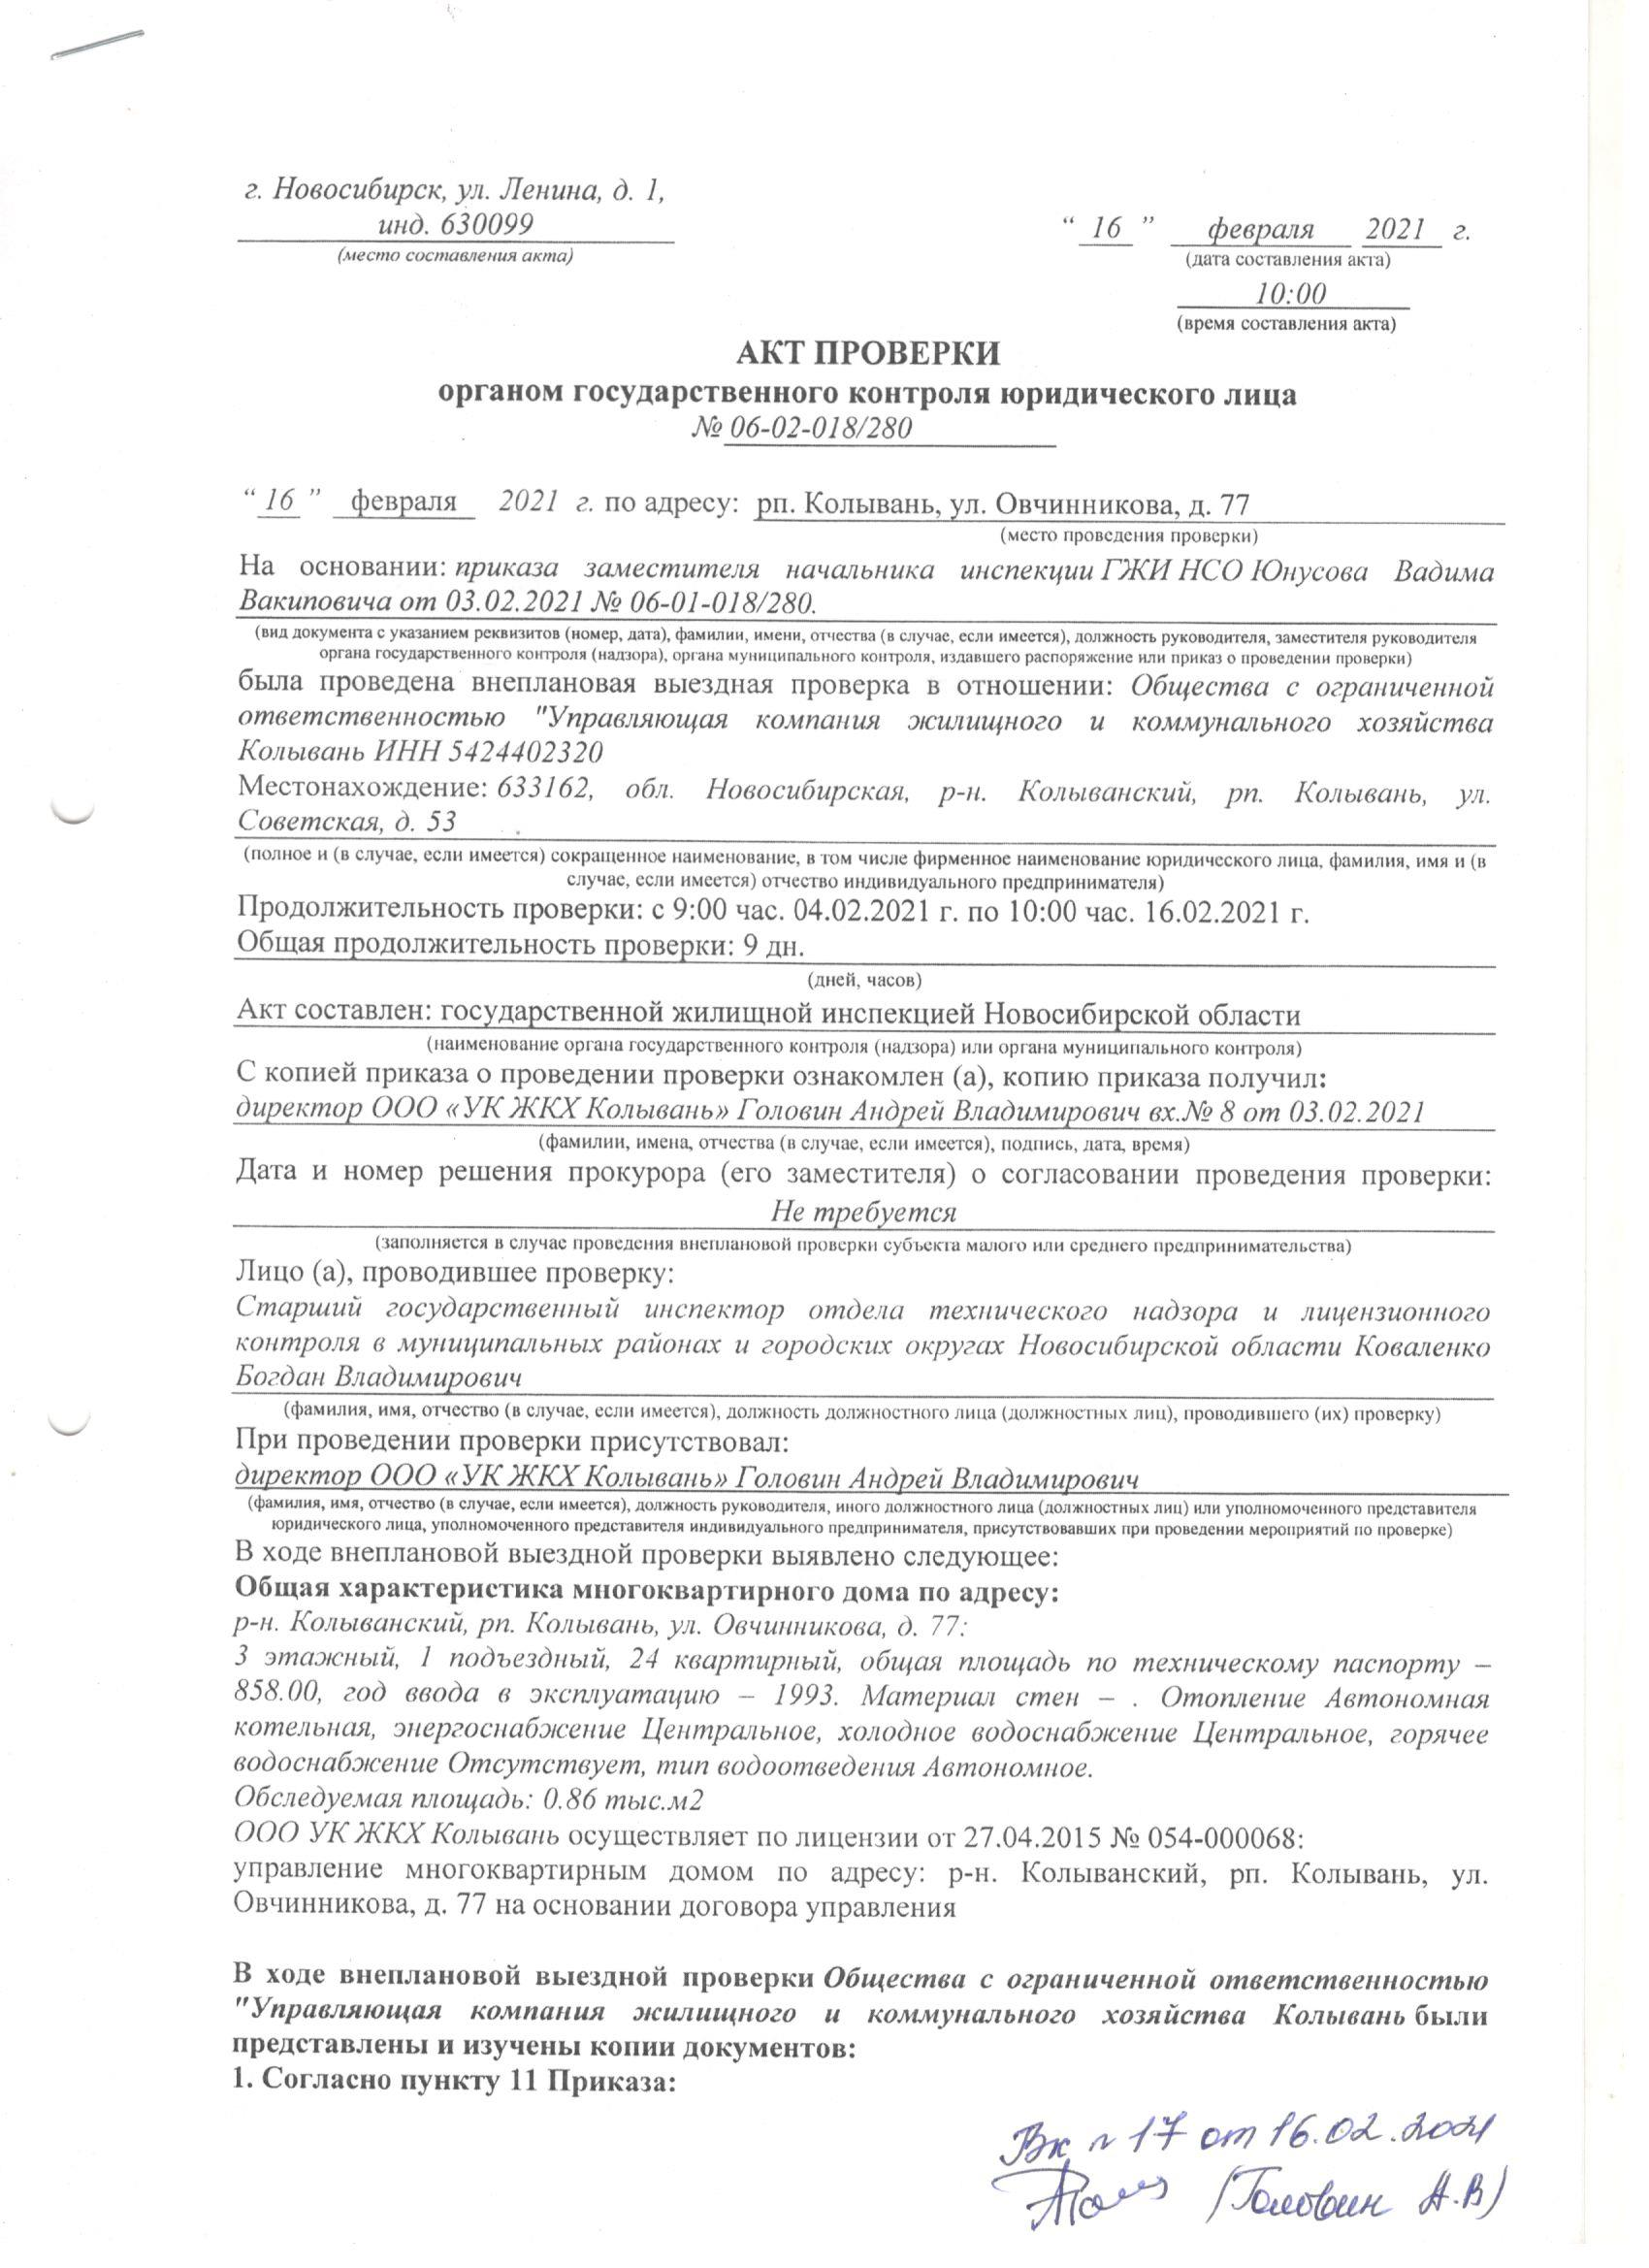 г. Новосибирск, ул. Ленина, д. 1,
инд. 630099
(место составления акта)
“ 16 ” февраля 2021 г.
(дата составления акта)
10:00
(время составления акта)
АКТ ПРОВЕРКИ
органом государственного контроля юридического лица
№ 06-02-018/280
“ 16 ” февраля 2021 г. по адресу: рп. Колывань, ул. Овчинникова, д. 77
(место проведения проверки)
На основании: приказа заместителя начальника инспекции ГЖИ НСО Юнусова Вадима
Вакиповича от 03.02.2021 № 06-01-018/280.
(вид документа с указанием реквизитов (номер, дата), фамилии, имени, отчества (в случае, если имеется), должность руководителя, заместителя руководителя
органа государственного контроля (надзора), органа муниципального контроля, издавшего распоряжение или приказ о проведении проверки)
была проведена внеплановая выездная проверка в отношении: Общества с ограниченной
ответственностью "Управляющая компания жилищного и коммунального хозяйства
Колывань ИНН 5424402320
Местонахождение: 633162, обл. Новосибирская, р-н. Колыванский, рп. Колывань, ул.
Советская, д. 53
(полное и (в случае, если имеется) сокращенное наименование, в том числе фирменное наименование юридического лица, фамилия, имя и (в
случае, если имеется) отчество индивидуального предпринимателя)
Продолжительность проверки: с 9:00 час. 04.02.2021 г. по 10:00 час. 16.02.2021 г.
Общая продолжительность проверки: 9 дн.
(дней, часов)
Акт составлен: государственной жилищной инспекцией Новосибирской области
(наименование органа государственного контроля (надзора) или органа муниципального контроля)
С копией приказа о проведении проверки ознакомлен (а), копию приказа получил:
директор ООО «УК ЖКХ Колывань» Головин Андрей Владимирович вх.№ 8 от 03.02.2021
(фамилии, имена, отчества (в случае, если имеется), подпись, дата, время)
Дата и номер решения прокурора (его заместителя) о согласовании проведения проверки:
Не требуется
(заполняется в случае проведения внеплановой проверки субъекта малого или среднего предпринимательства)
Лицо (а), проводившее проверку:
Старший государственный инспектор отдела технического надзора и лицензионного
контроля в муниципальных районах и городских округах Новосибирской области Коваленко
Богдан Владимирович
(фамилия, имя, отчество (в случае, если имеется), должность должностного лица (должностных лиц), проводившего (их) проверку)
При проведении проверки присутствовал:
директор ООО «УК ЖКХ Колывань» Головин Андрей Владимирович
(фамилия, имя, отчество (в случае, если имеется), должность руководителя, иного должностного лица (должностных лиц) или уполномоченного представителя
юридического лица, уполномоченного представителя индивидуального предпринимателя, присутствовавших при проведении мероприятий по проверке)
В ходе внеплановой выездной проверки выявлено следующее:
Общая характеристика многоквартирного дома по адресу:
р-н. Колыванский, рп. Колывань, ул. Овчинникова, д. 77:
3 этажный, 1 подъездный, 24 квартирный, общая площадь по техническому паспорту –
858.00, год ввода в эксплуатацию – 1993. Материал стен – . Отопление Автономная
котельная, энергоснабжение Центральное, холодное водоснабжение Центральное, горячее
водоснабжение Отсутствует, тип водоотведения Автономное.
Обследуемая площадь: 0.86 тыс.м2
ООО УК ЖКХ Колывань осуществляет по лицензии от 27.04.2015 № 054-000068:
управление многоквартирным домом по адресу: р-н. Колыванский, рп. Колывань, ул.
Овчинникова, д. 77 на основании договора управления
В ходе внеплановой выездной проверки Общества с ограниченной ответственностью
"Управляющая компания жилищного и коммунального хозяйства Колывань были
представлены и изучены копии документов:
1. Согласно пункту 11 Приказа:
Вх № 17 от 16.02.2021
(Головин А.В)